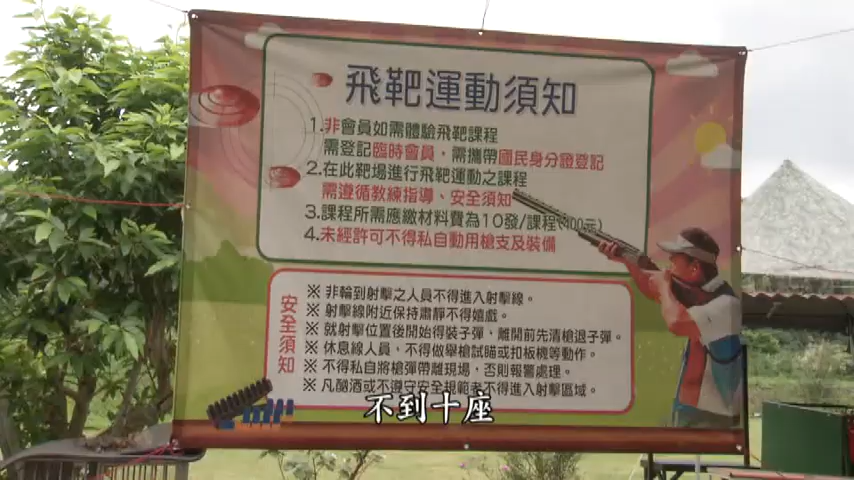 飛靶運動須知
1.非會員如需體驗飛靶課程
需登記臨時會員，需攜帶國民身分證登記
2.在此靶場進行飛靶運動之課程
需遵循教練指導、安全須知
3.課程所需應繳材料費為10發/課程(400元)
4.未經許可不得私自動用槍支及裝備
安全須知
※ 非輪到射擊之人員不得進入射擊線。
※ 射擊線附近保持肅靜不得嬉戲。
※ 就射擊位置後開始得裝子彈，離開前先清槍退子彈。
※ 休息線人員、不得做舉槍試瞄或扣板機等動作。
※ 不得私自將槍彈帶離現場，否則報警處理。
※ 凡酗酒或不遵守安全規範者不得進入射擊區域。
不到十座